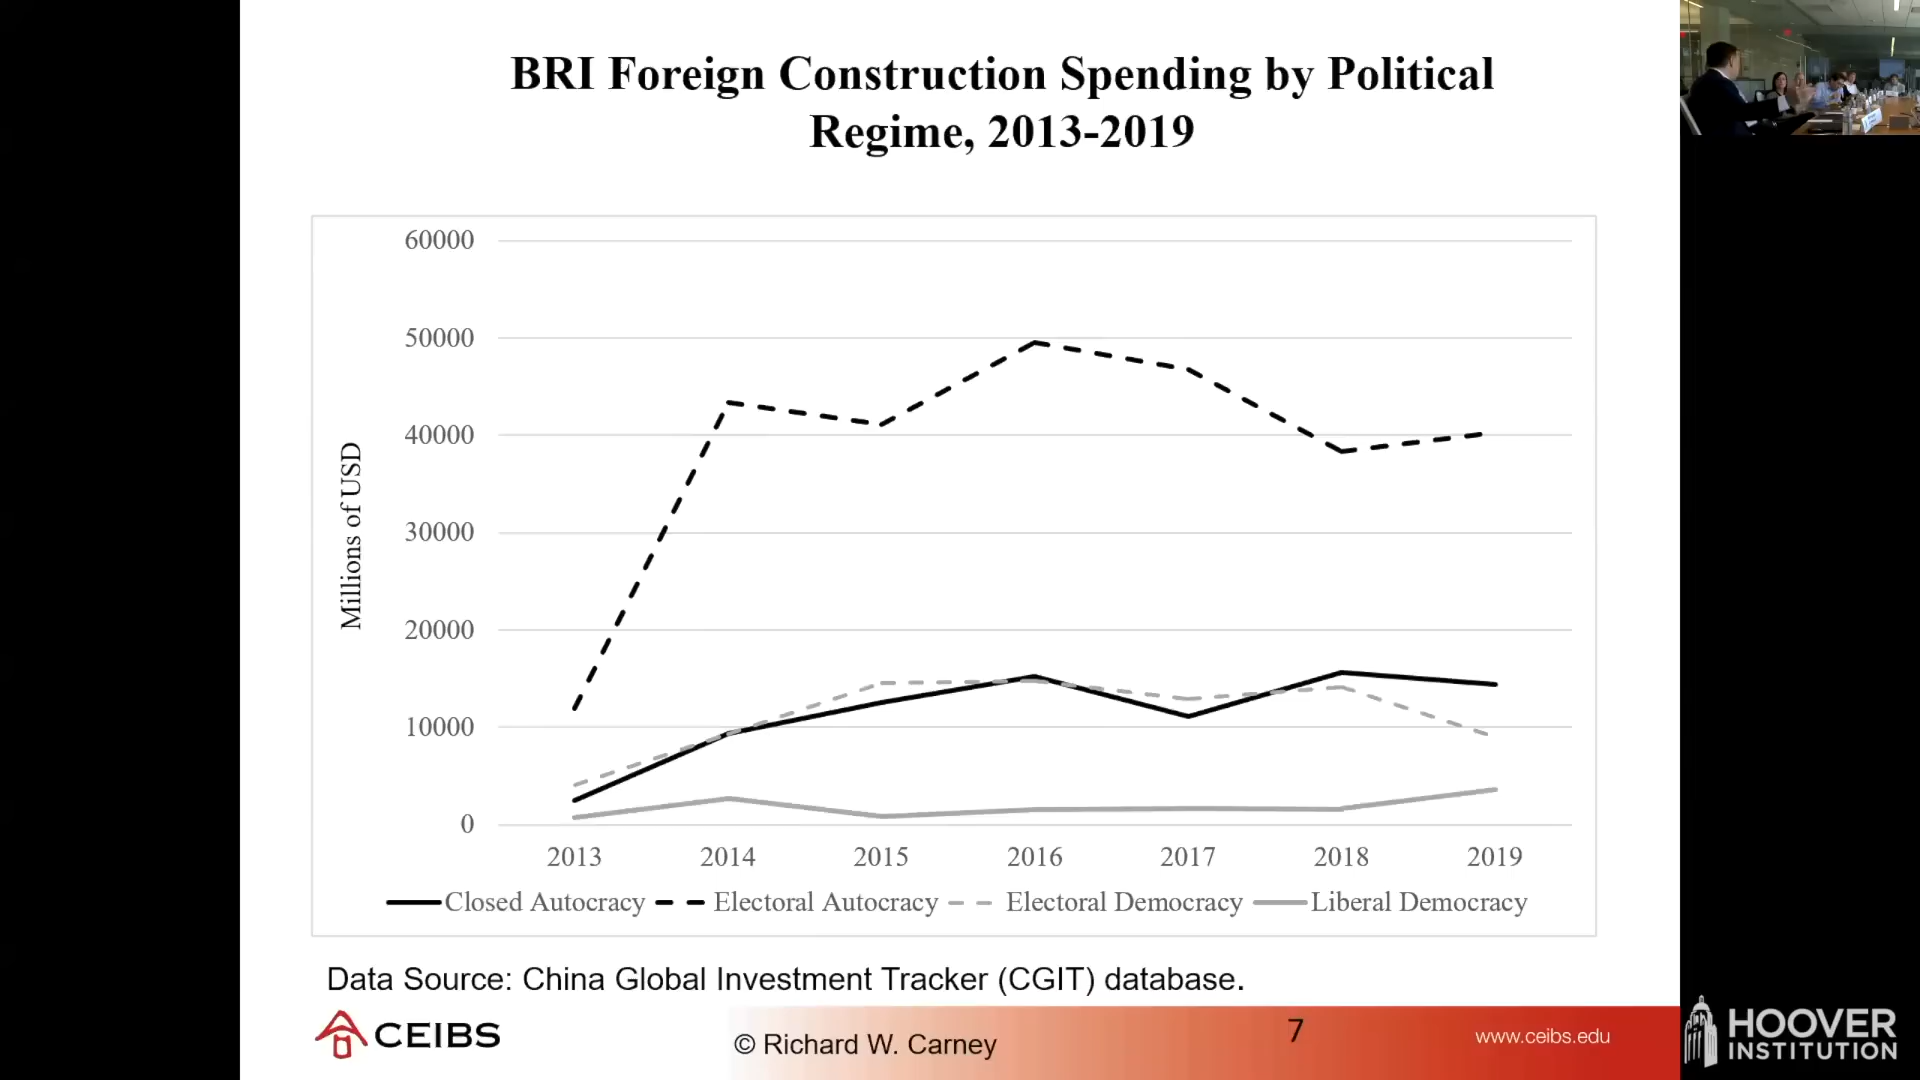 BRI Foreign Construction Spending by Political
Regime, 2013-2019
60000
50000
40000
30000
20000
10000
0
Millions of USD
2013 2014 2015 2016 2017 2018 2019
Closed Autocracy Electoral Autocracy Electoral Democracy Liberal Democracy
Data Source: China Global Investment Tracker (CGIT) database.
CEIBS
© Richard W. Carney
7
www.ceibs.edu
HOOVER
INSTITUTION